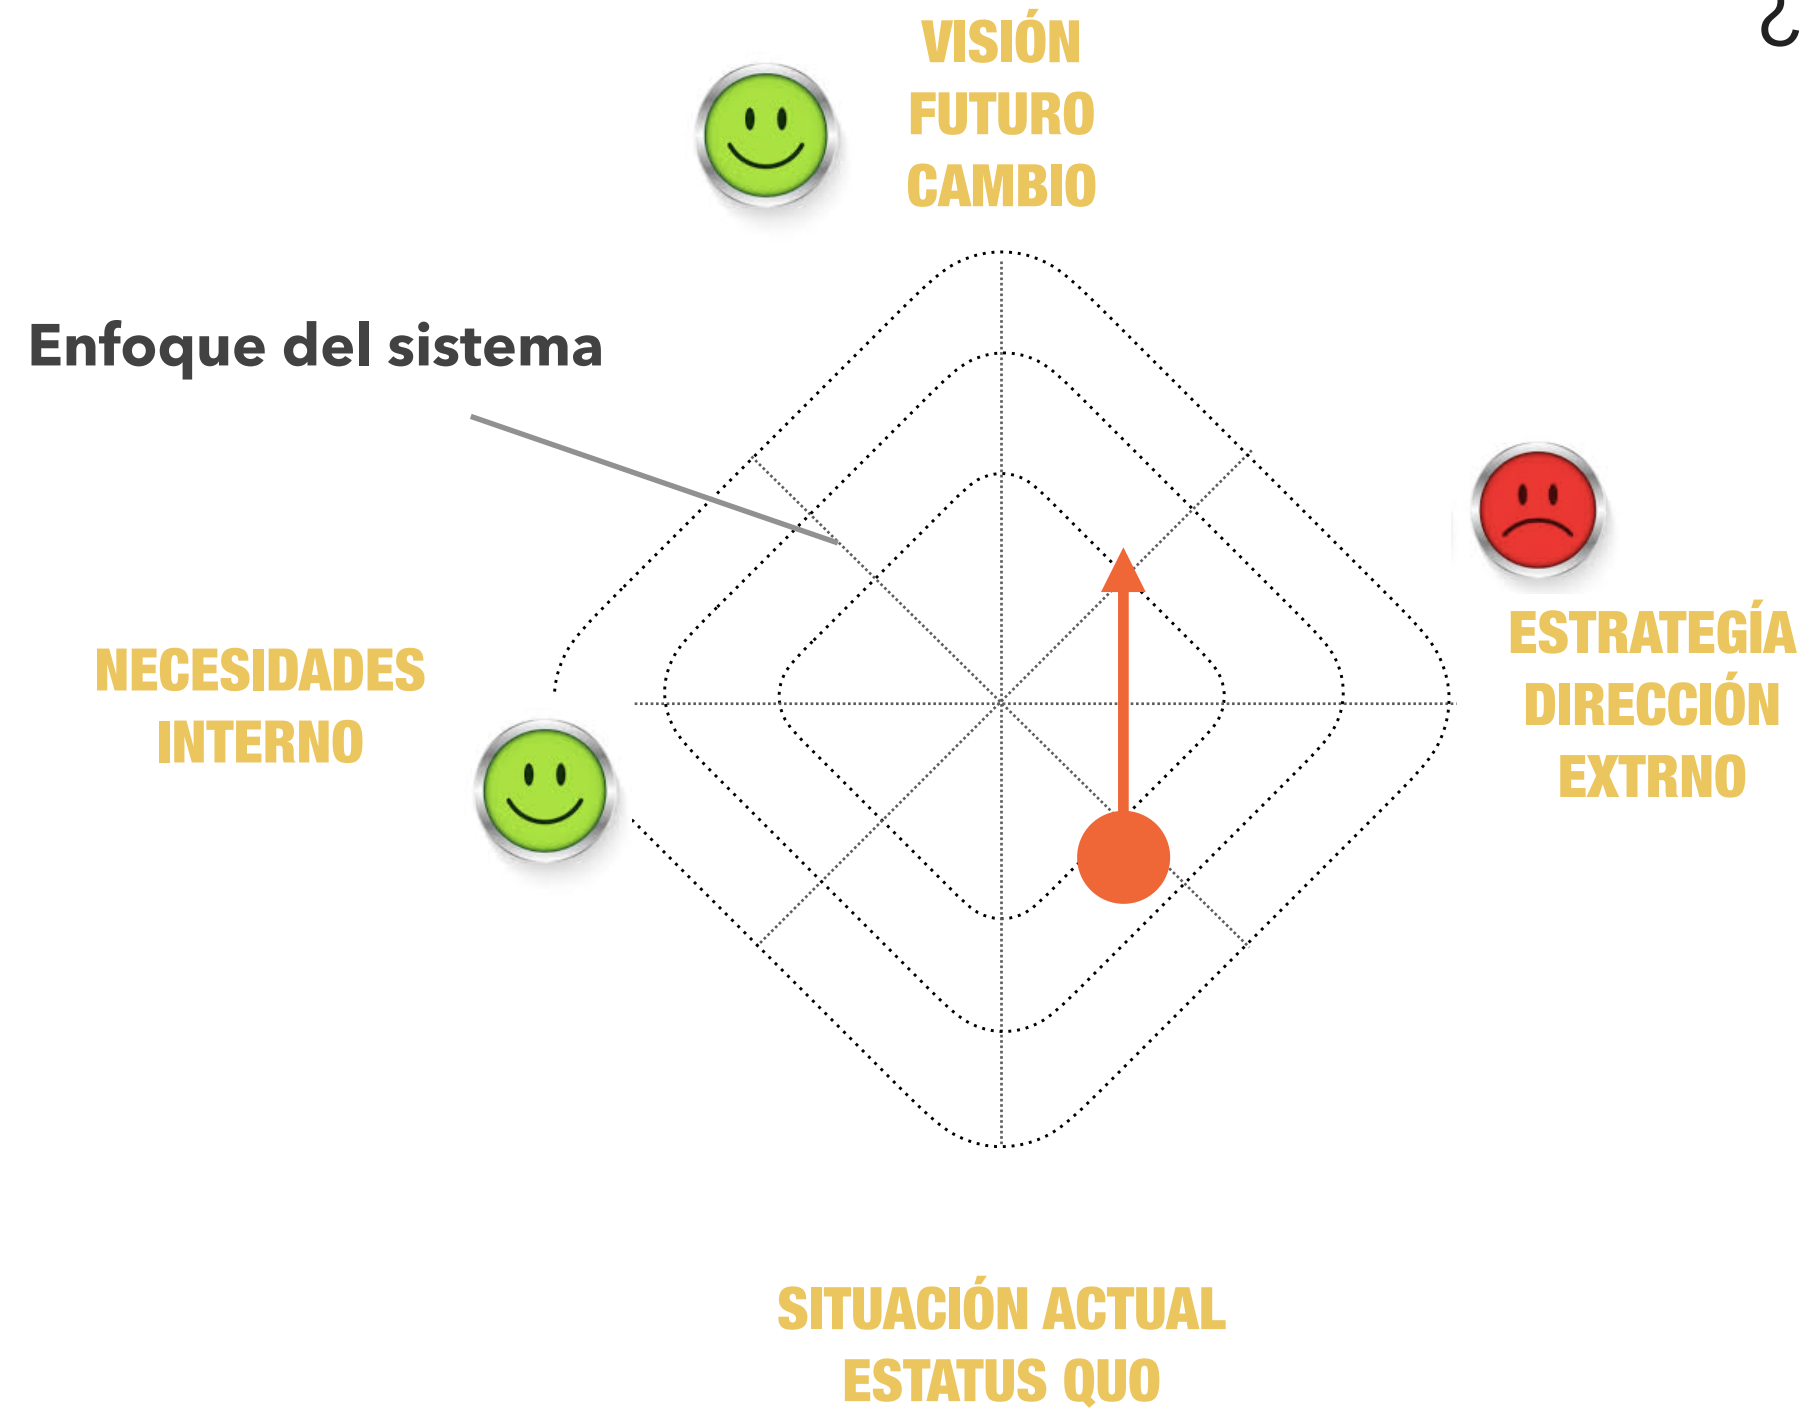 ¿
VISIÓN
FUTURO
CAMBIO
Enfoque del sistema
NECESIDADES
INTERNO
ESTRATEGÍA
DIRECCIÓN
EXTRNO
SITUACIÓN ACTUAL
ESTATUS QUO